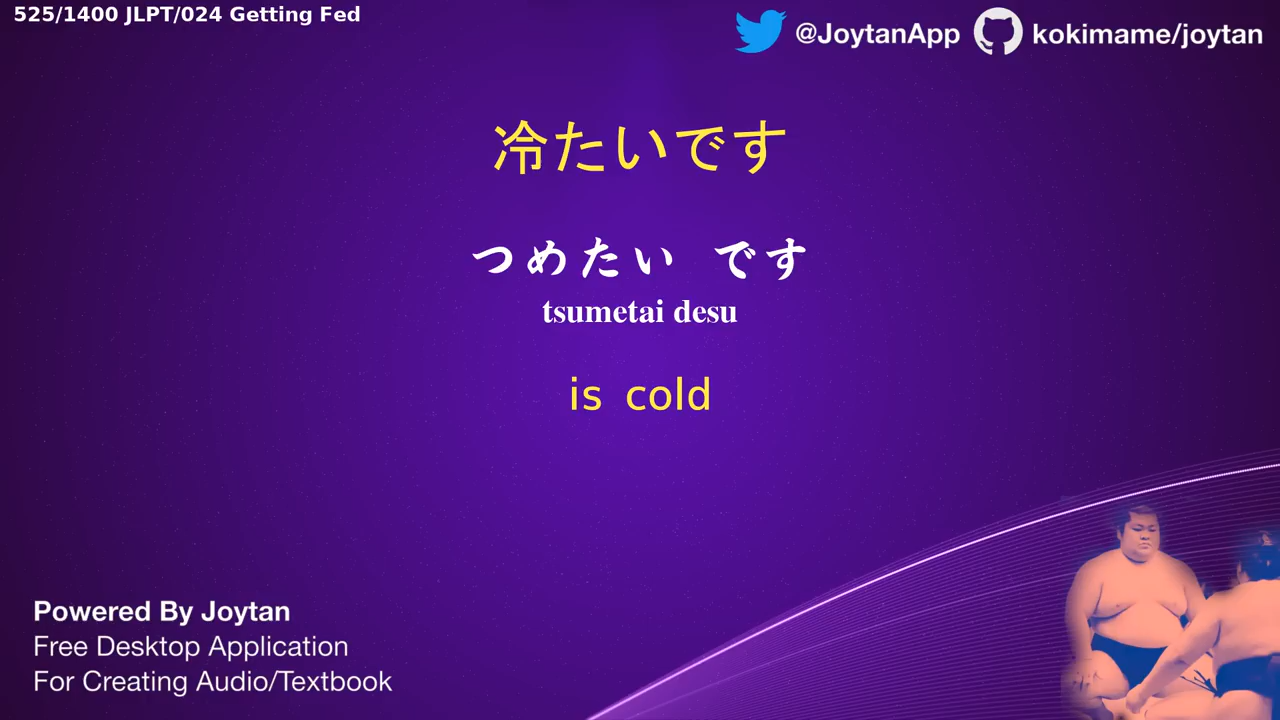 525/1400 JLPT/024 Getting Fed
@JoytanApp kokimame/joytan
冷たいです
つめたい です
tsumetai desu
is cold
Powered By Joytan
Free Desktop Application
For Creating Audio/Textbook